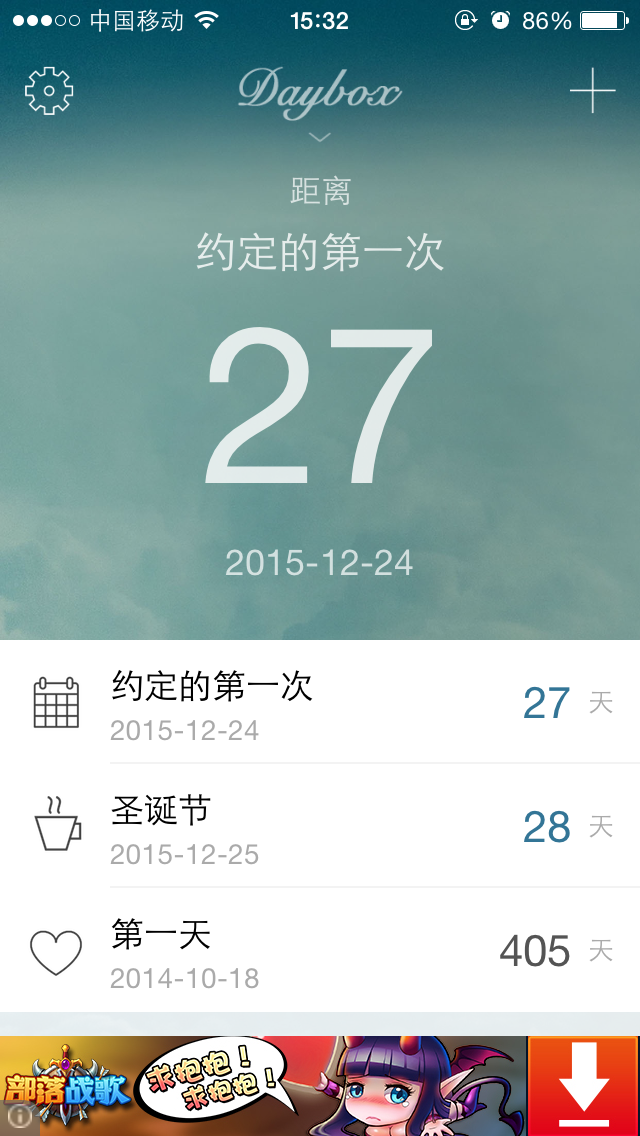 中国移动 15:32 86%
Daybox
距离
约定的第一次
27
2015-12-24
约定的第一次
27 天
2015-12-24
圣诞节
28 天
2015-12-25
第一天
405 天
2014-10-18
部落战歌
求抱抱！
求抱抱！